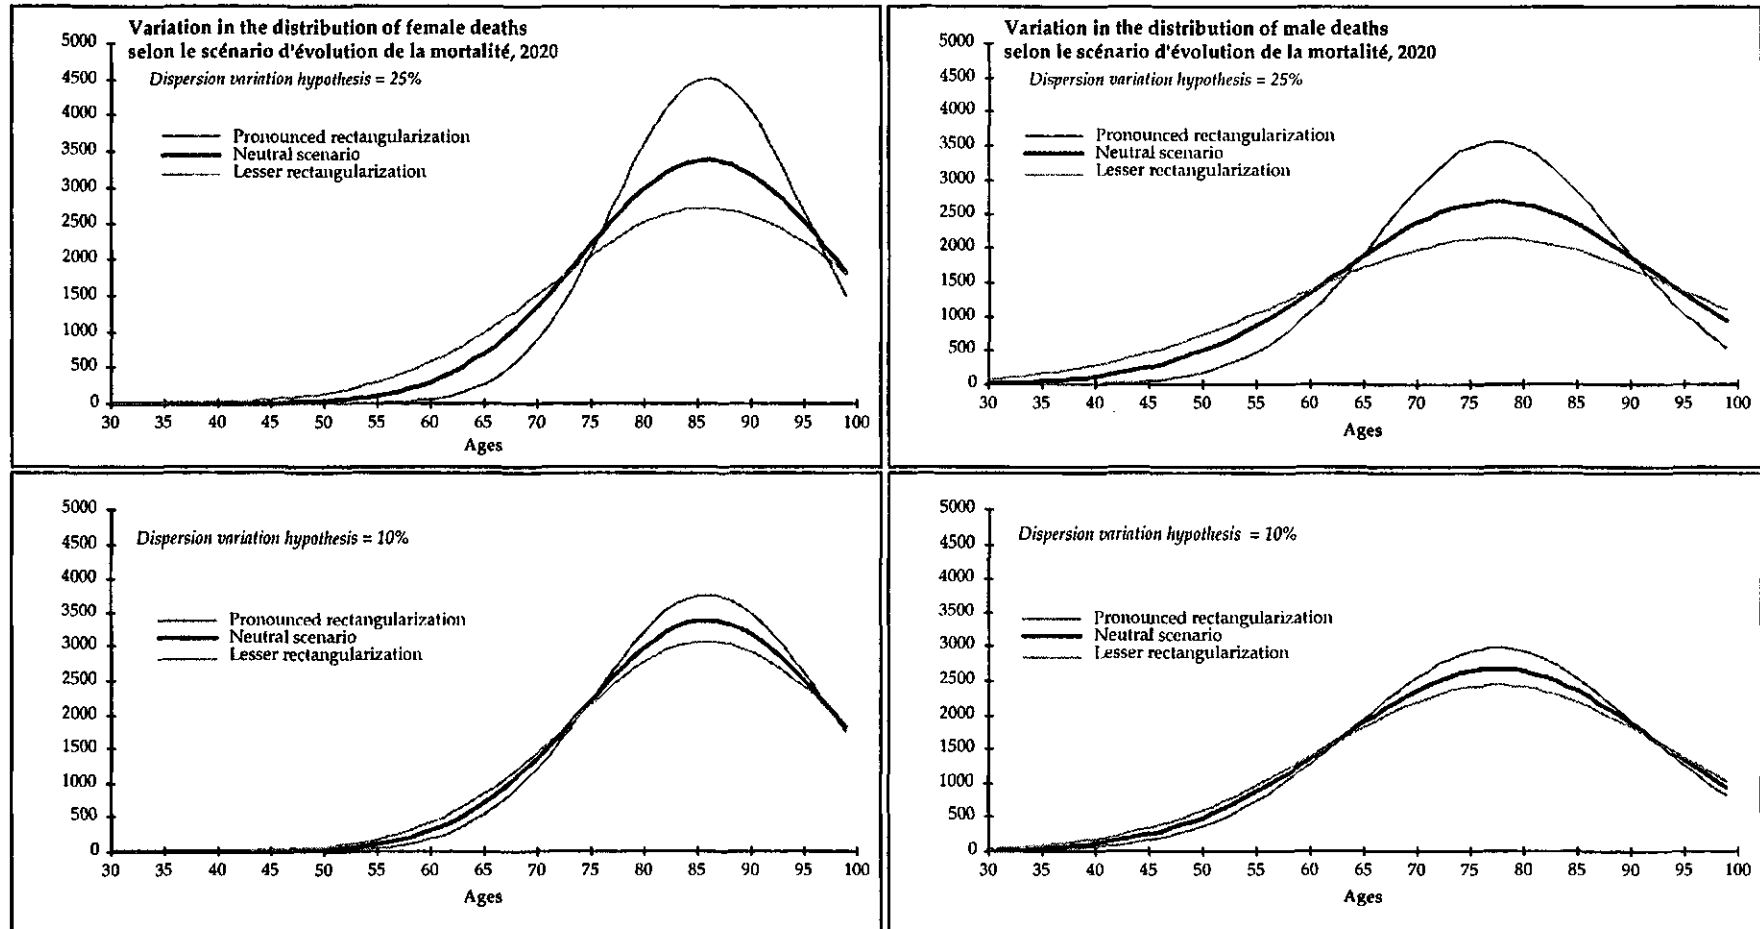 Variation in the distribution of female deaths
selon le scénario d'évolution de la mortalité, 2020
Dispersion variation hypothesis = 25%
Pronounced rectangularization
Neutral scenario
Lesser rectangularization
5000
4500
4000
3500
3000
2500
2000
1500
1000
500
0
30 35 40 45 50 55 60 65 70 75 80 85 90 95 100
Ages
Variation in the distribution of male deaths
selon le scénario d'évolution de la mortalité, 2020
Dispersion variation hypothesis = 25%
Pronounced rectangularization
Neutral scenario
Lesser rectangularization
5000
4500
4000
3500
3000
2500
2000
1500
1000
500
0
30 35 40 45 50 55 60 65 70 75 80 85 90 95 100
Ages
Dispersion variation hypothesis = 10%
Pronounced rectangularization
Neutral scenario
Lesser rectangularization
5000
4500
4000
3500
3000
2500
2000
1500
1000
500
0
30 35 40 45 50 55 60 65 70 75 80 85 90 95 100
Ages
Dispersion variation hypothesis = 10%
Pronounced rectangularization
Neutral scenario
Lesser rectangularization
5000
4500
4000
3500
3000
2500
2000
1500
1000
500
0
30 35 40 45 50 55 60 65 70 75 80 85 90 95 100
Ages